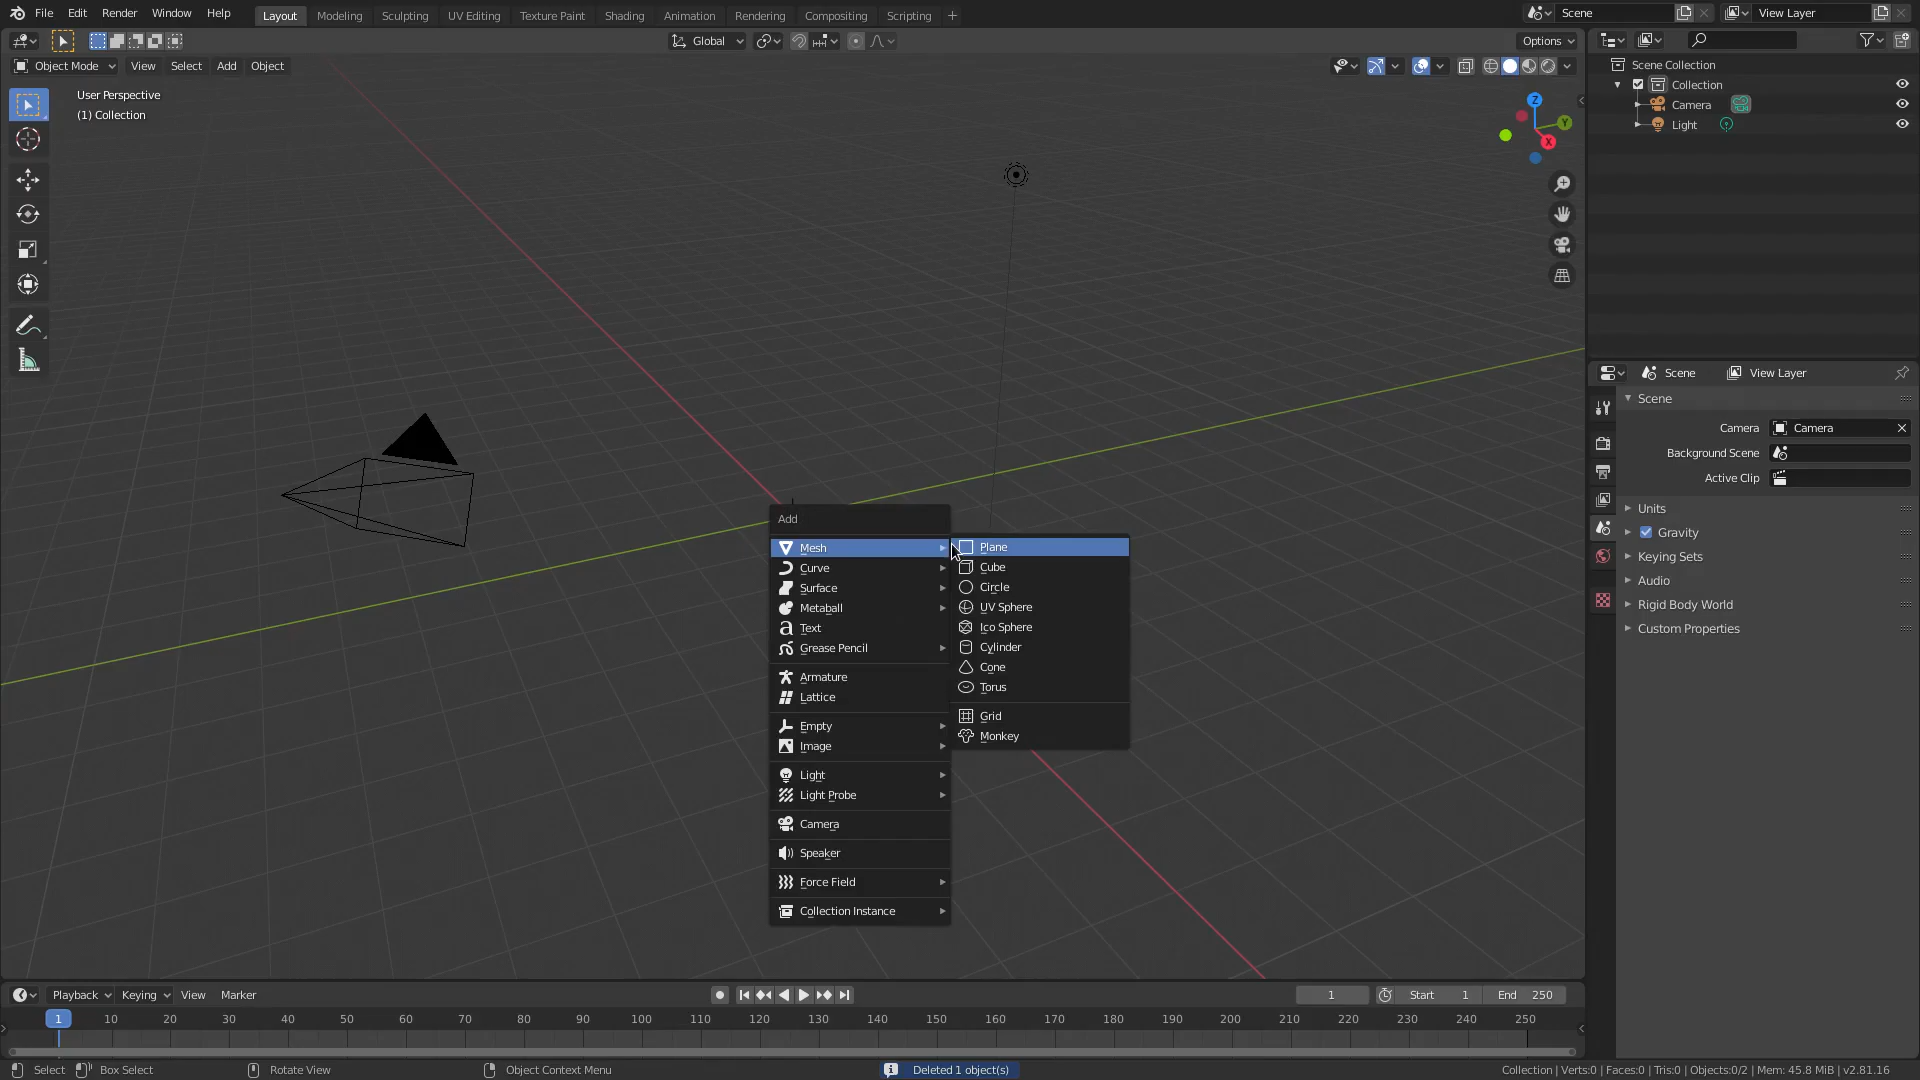 File Edit Render Window Help Layout Modeling Sculpting UV Editing Texture Paint Shading Animation Rendering Compositing Scripting + Scene View Layer
Global Options
Object Mode View Select Add Object
User Perspective
(1) Collection
Z
Y
X
Scene Collection
Collection
Camera
Light
Add
Mesh
Curve
Surface
Metaball
Text
Grease Pencil
Armature
Lattice
Empty
Image
Light
Light Probe
Camera
Speaker
Force Field
Collection Instance
Plane
Cube
Circle
UV Sphere
Ico Sphere
Cylinder
Cone
Torus
Grid
Monkey
Scene View Layer
Scene
Camera Camera
Background Scene
Active Clip
Units
Gravity
Keying Sets
Audio
Rigid Body World
Custom Properties
Playback Keying View Marker 1 Start 1 End 250
1 10 20 30 40 50 60 70 80 90 100 110 120 130 140 150 160 170 180 190 200 210 220 230 240 250
Select Box Select Rotate View Object Context Menu Deleted 1 object(s) Collection | Verts:0 | Faces:0 | Tris:0 | Objects:0/2 | Mem: 45.8 MiB | v2.81.16